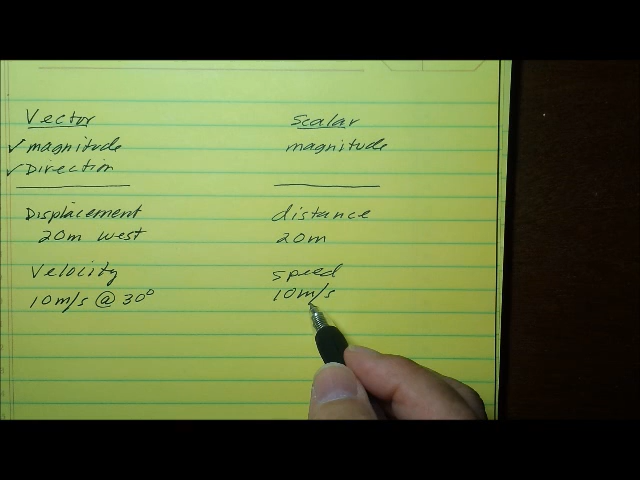 Vector
✓ magnitude
✓ Direction
Displacement
20m west
Velocity
10m/s @ 30°
Scalar
magnitude
distance
20m
speed
10m/s